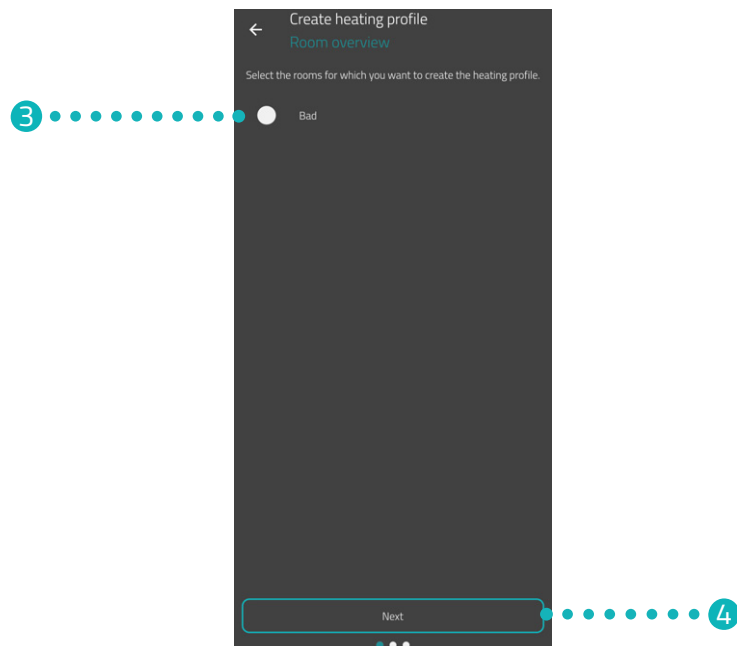 Create heating profile
Room overview
Select the rooms for which you want to create the heating profile.
3
Bad
Next
4